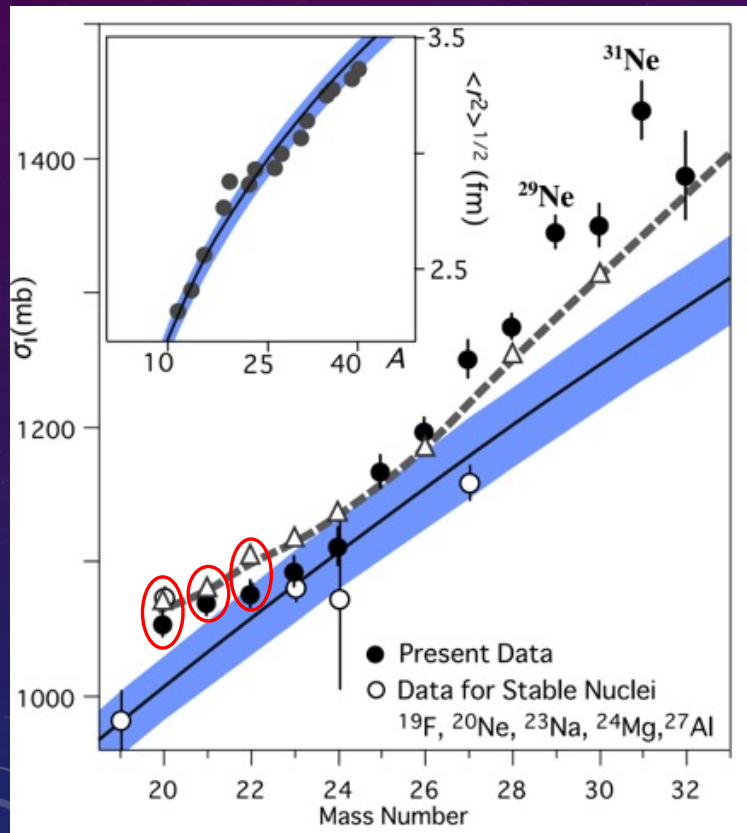 3.5
<r²>^1/2 (fm)
2.5
10 25 40 A
³¹Ne
²⁹Ne
1400
σI(mb)
1200
1000
Present Data
Data for Stable Nuclei
¹⁹F, ²⁰Ne, ²³Na, ²⁴Mg,²⁷Al
20 22 24 26 28 30 32
Mass Number